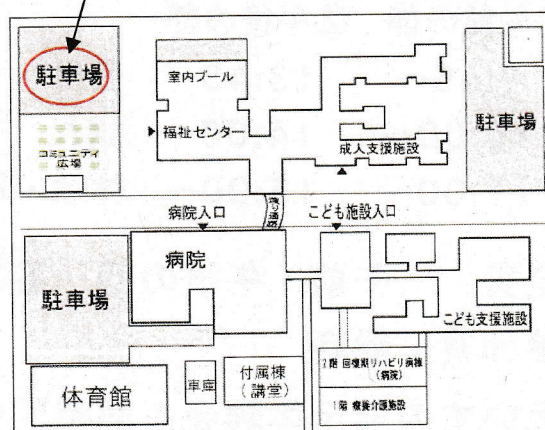 駐車場
室内プール
福祉センター
成人支援施設
駐車場
コミュニティ
広場
病院入口
こども施設入口
病院
駐車場
こども支援施設
体育館
車庫
付属棟
(講堂)
2階 回復期リハビリ病棟
(病院)
1階 療養介護施設